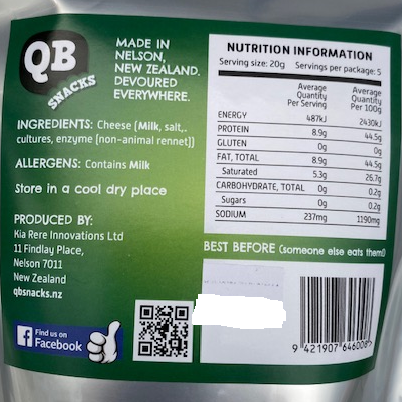 QB
SNACKS
MADE IN
NELSON,
NEW ZEALAND.
DEVOURED
EVERYWHERE.
INGREDIENTS: Cheese (Milk, salt,
cultures, enzyme [non-animal rennet])
ALLERGENS: Contains Milk
Store in a cool dry place
PRODUCED BY:
Kia Rere Innovations Ltd
11 Findlay Place,
Nelson 7011
New Zealand
qbsnacks.nz
f Find us on
Facebook
NUTRITION INFORMATION
Serving size: 20g Servings per package: 5
Average Quantity Per Serving Average Quantity Per 100g
ENERGY 487kJ 2430kJ
PROTEIN 8.9g 44.5g
GLUTEN 0g 0g
FAT, TOTAL 8.9g 44.5g
Saturated 5.3g 26.7g
CARBOHYDRATE, TOTAL 0g 0.2g
Sugars 0g 0.2g
SODIUM 237mg 1190mg
BEST BEFORE (someone else eats them!)
9 421907 646008